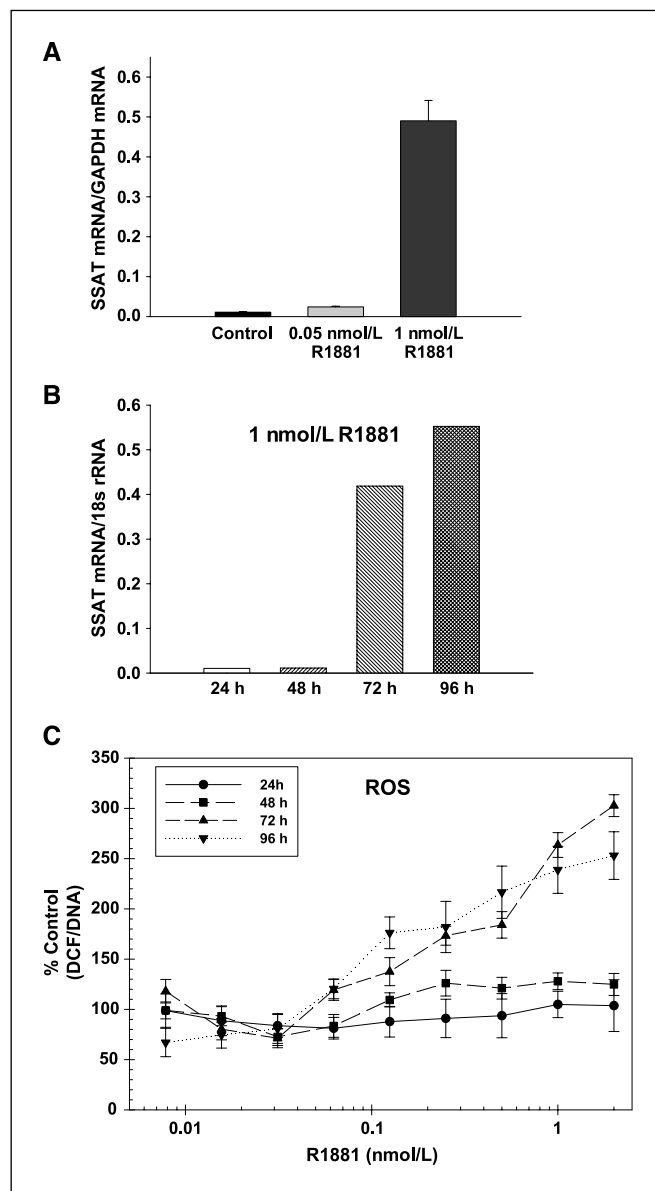 A
SSAT mRNA/GAPDH mRNA
0.6
0.5
0.4
0.3
0.2
0.1
0.0
Control
0.05 nmol/L
R1881
1 nmol/L
R1881
B
1 nmol/L R1881
SSAT mRNA/18s rRNA
0.6
0.5
0.4
0.3
0.2
0.1
0.0
24 h
48 h
72 h
96 h
C
ROS
24h
48 h
72 h
96 h
% Control
(DCF/DNA)
350
300
250
200
150
100
50
0
0.01
0.1
1
R1881 (nmol/L)